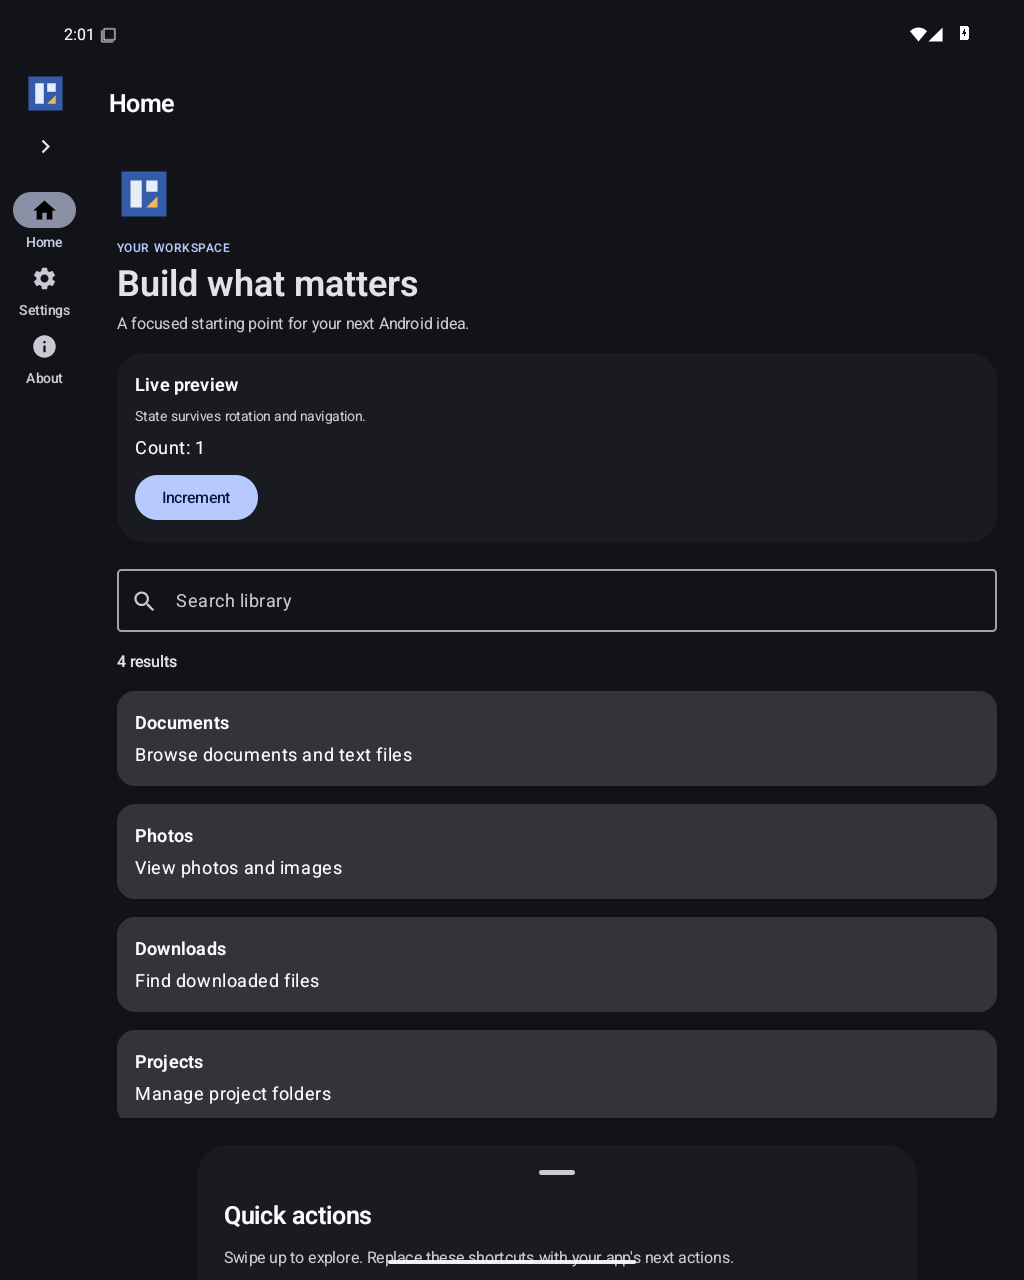 2:01
Home
Home
Settings
About
YOUR WORKSPACE
Build what matters
A focused starting point for your next Android idea.
Live preview
State survives rotation and navigation.
Count: 1
Increment
Search library
4 results
Documents
Browse documents and text files
Photos
View photos and images
Downloads
Find downloaded files
Projects
Manage project folders
Quick actions
Swipe up to explore. Replace these shortcuts with your app's next actions.